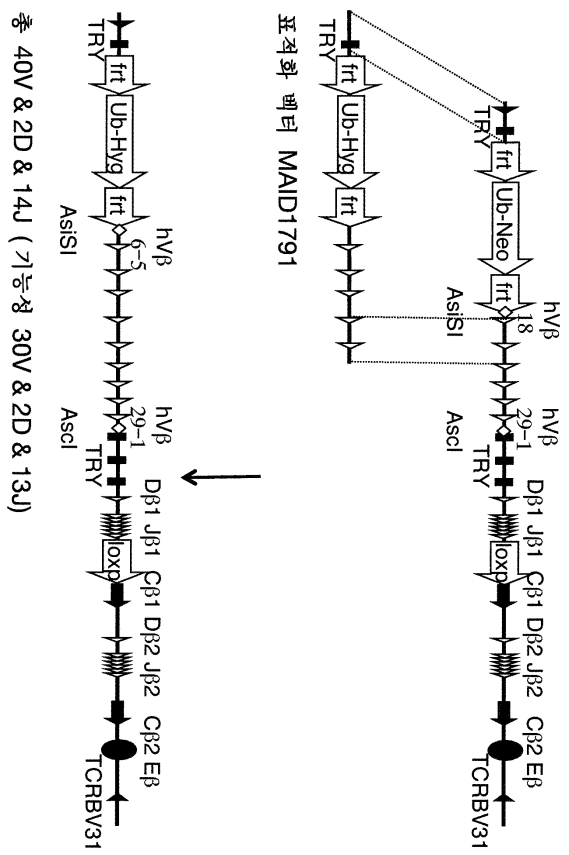 hVβ hVβ
18 29-1 Dβ1 Jβ1 Cβ1 Dβ2 Jβ2 Cβ2 Eβ
frt Ub-Neo frt loxp
TRY AsiSI AscI TRY TCRBV31
frt Ub-Hyg frt
TRY
표적화 벡터 MAID1791
hVβ hVβ
6-5 29-1 Dβ1 Jβ1 Cβ1 Dβ2 Jβ2 Cβ2 Eβ
frt Ub-Hyg frt loxp
TRY AsiSI AscI TRY TCRBV31
총 40V & 2D & 14J (기능성 30V & 2D & 13J)